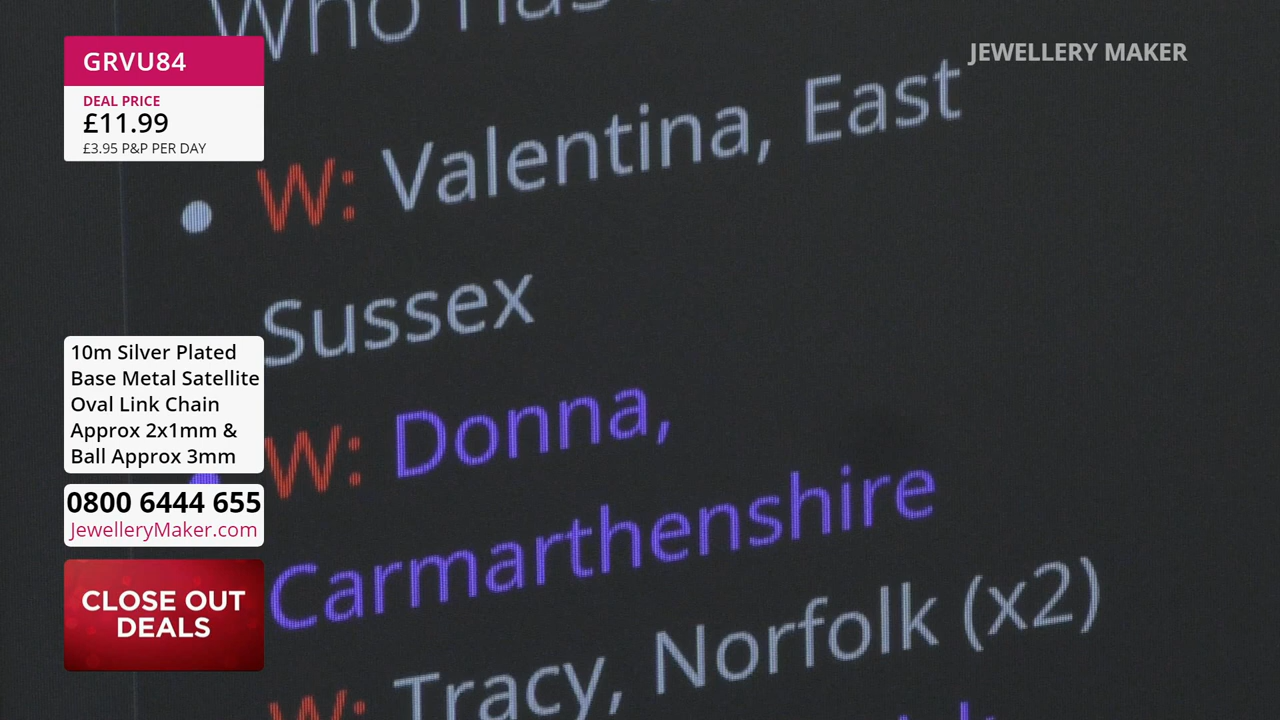 Who has
GRVU84
DEAL PRICE
£11.99
£3.95 P&P PER DAY
JEWELLERY MAKER
W: Valentina, East
Sussex
W: Donna,
Carmarthenshire
W: Tracy, Norfolk (x2)
10m Silver Plated
Base Metal Satellite
Oval Link Chain
Approx 2x1mm &
Ball Approx 3mm
0800 6444 655
JewelleryMaker.com
CLOSE OUT
DEALS